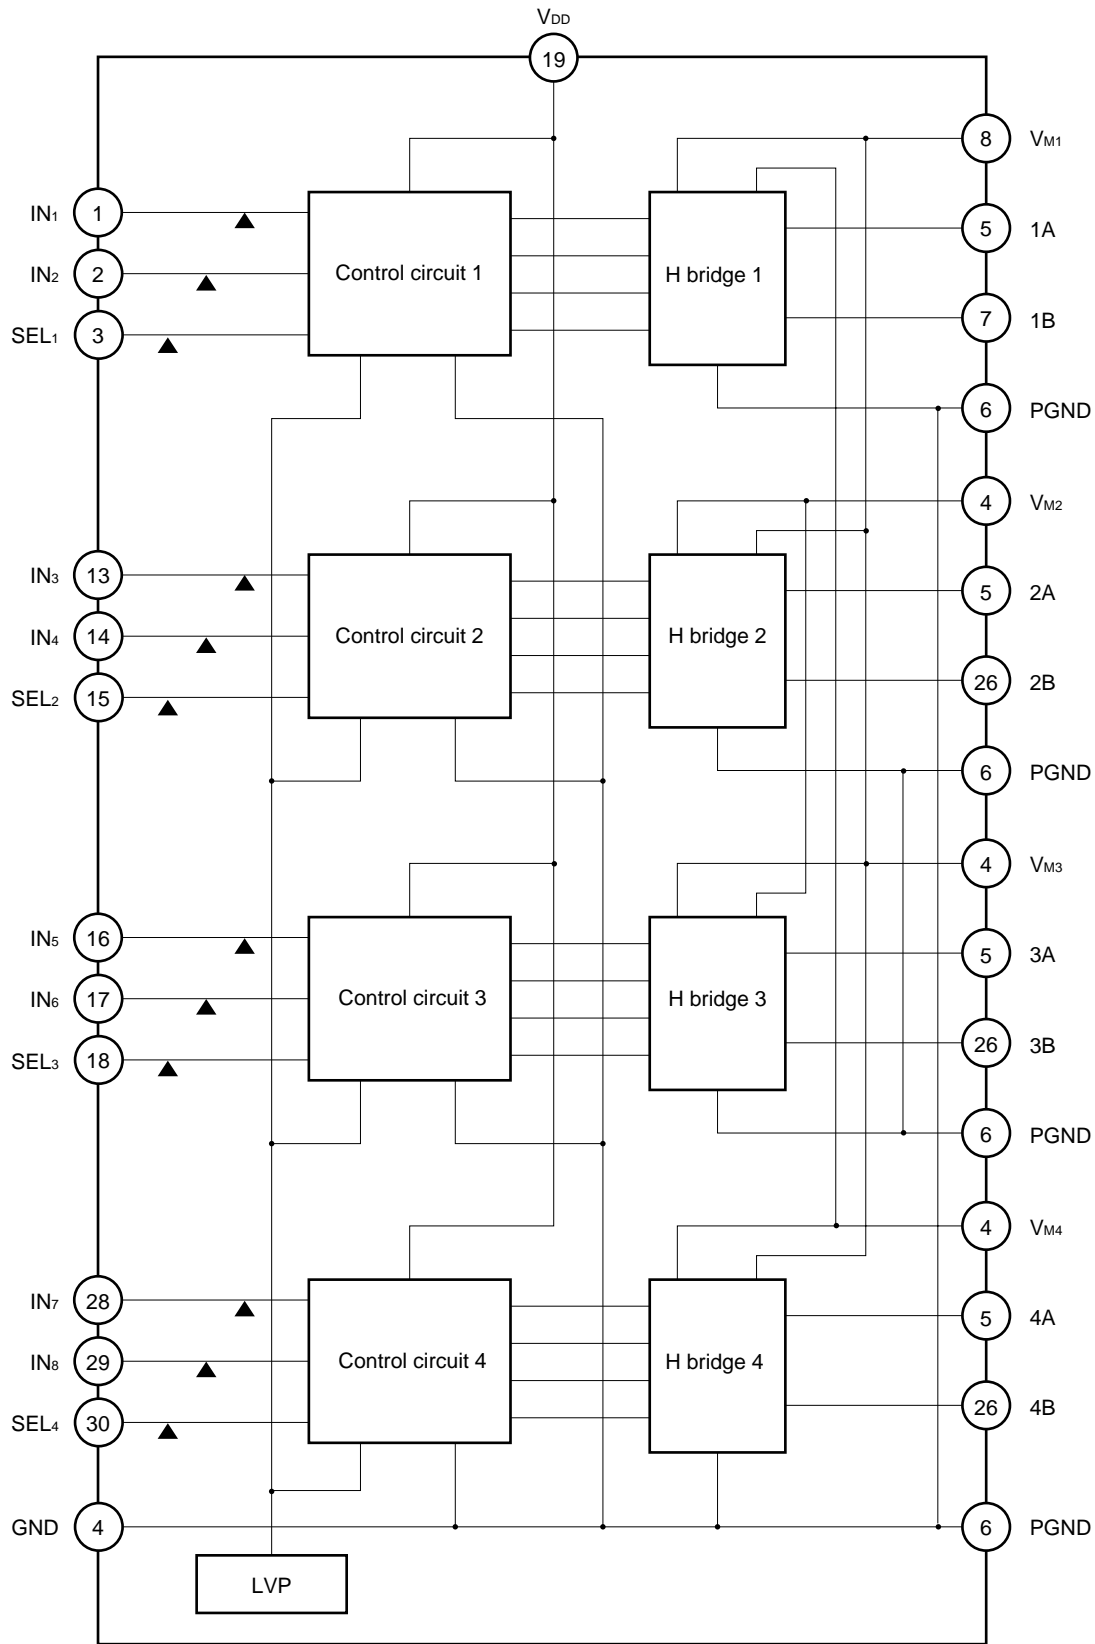 VDD
19
8 VM1
IN1 1
5 1A
IN2 2
Control circuit 1
H bridge 1
7 1B
SEL1 3
6 PGND
4 VM2
IN3 13
5 2A
IN4 14
Control circuit 2
H bridge 2
26 2B
SEL2 15
6 PGND
4 VM3
IN5 16
5 3A
IN6 17
Control circuit 3
H bridge 3
26 3B
SEL3 18
6 PGND
4 VM4
IN7 28
5 4A
IN8 29
Control circuit 4
H bridge 4
26 4B
SEL4 30
GND 4
6 PGND
LVP